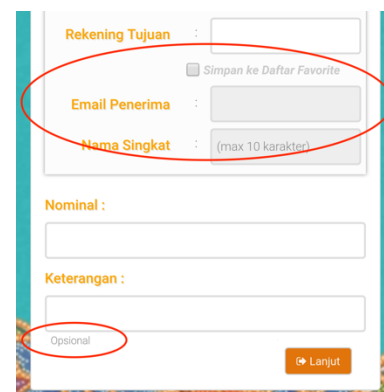 Rekening Tujuan :
Simpan ke Daftar Favorite
Email Penerima :
Nama Singkat : (max 10 karakter)
Nominal :
Keterangan :
Opsional
Lanjut